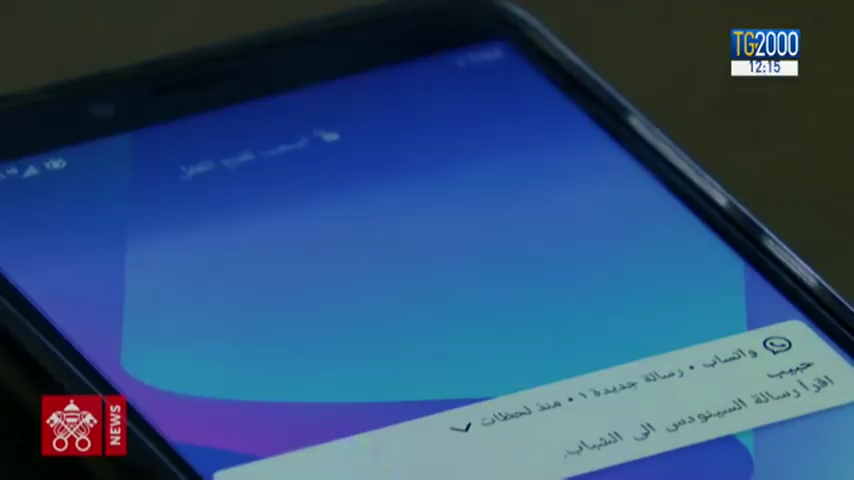 TG2000
12:15
واتساب • رسالة جديدة ١ • منذ لحظات
حبيب
اقرأ رسالة السينودس الى الشباب.
NEWS